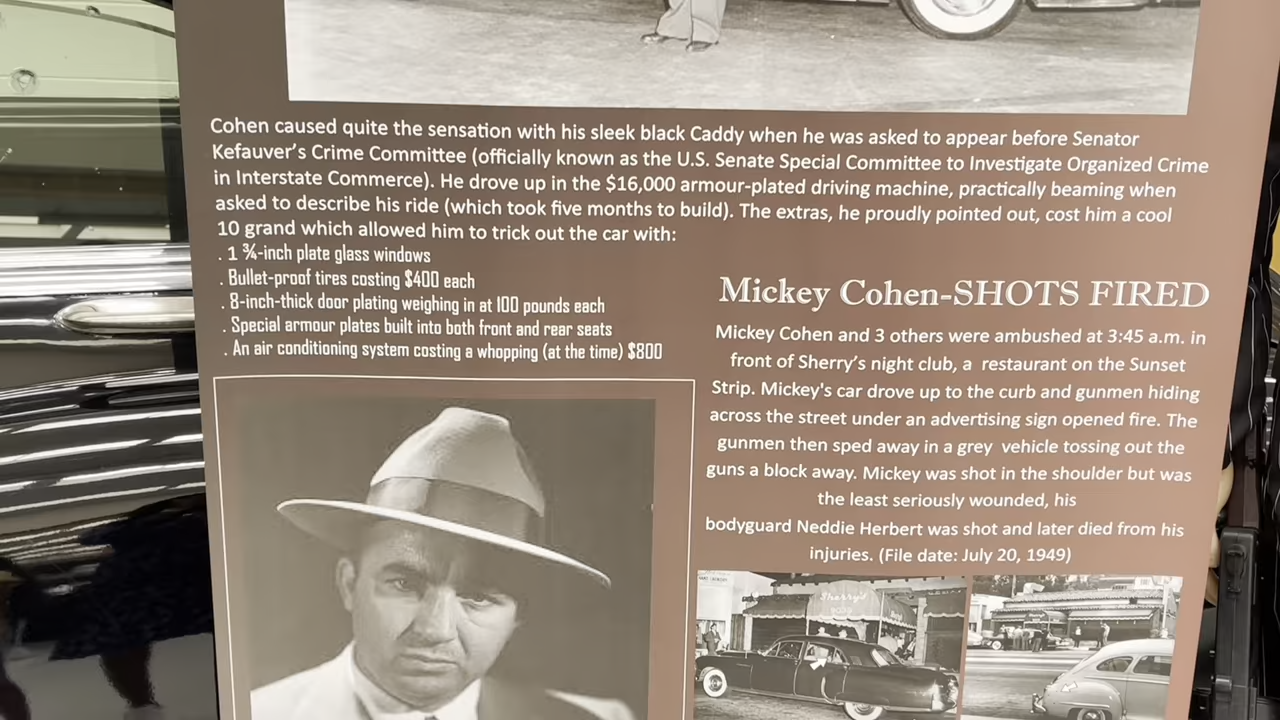 Cohen caused quite the sensation with his sleek black Caddy when he was asked to appear before Senator
Kefauver's Crime Committee (officially known as the U.S. Senate Special Committee to Investigate Organized Crime
in Interstate Commerce). He drove up in the $16,000 armour-plated driving machine, practically beaming when
asked to describe his ride (which took five months to build). The extras, he proudly pointed out, cost him a cool
10 grand which allowed him to trick out the car with:
. 1 ¾-inch plate glass windows
. Bullet-proof tires costing $400 each
. 8-inch-thick door plating weighing in at 100 pounds each
. Special armour plates built into both front and rear seats
. An air conditioning system costing a whopping (at the time) $800
Mickey Cohen-SHOTS FIRED
Mickey Cohen and 3 others were ambushed at 3:45 a.m. in
front of Sherry's night club, a restaurant on the Sunset
Strip. Mickey's car drove up to the curb and gunmen hiding
across the street under an advertising sign opened fire. The
gunmen then sped away in a grey vehicle tossing out the
guns a block away. Mickey was shot in the shoulder but was
the least seriously wounded, his
bodyguard Neddie Herbert was shot and later died from his
injuries. (File date: July 20, 1949)
Sherry's